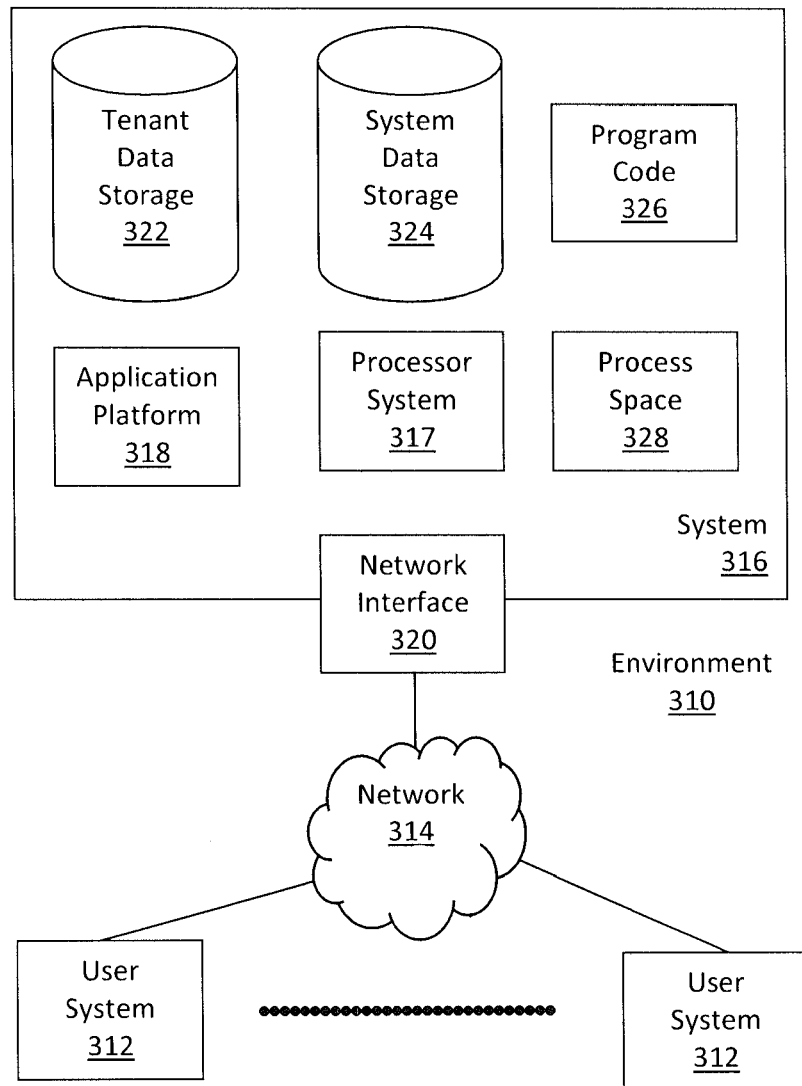 Tenant
Data
Storage
322
System
Data
Storage
324
Program
Code
326
Application
Platform
318
Processor
System
317
Process
Space
328
System
316
Network
Interface
320
Environment
310
Network
314
User
System
312
User
System
312